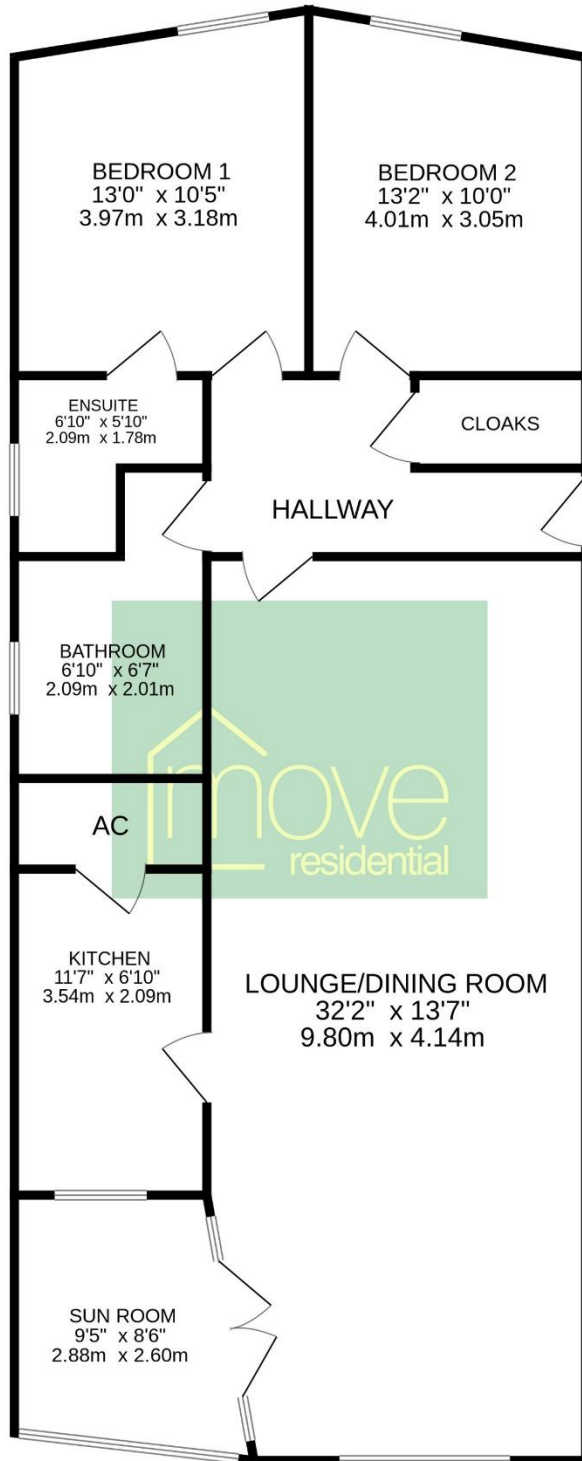 BEDROOM 1
13'0" x 10'5"
3.97m x 3.18m
BEDROOM 2
13'2" x 10'0"
4.01m x 3.05m
ENSUITE
6'10" x 5'10"
2.09m x 1.78m
CLOAKS
HALLWAY
BATHROOM
6'10" x 6'7"
2.09m x 2.01m
move
residential
AC
KITCHEN
11'7" x 6'10"
3.54m x 2.09m
LOUNGE/DINING ROOM
32'2" x 13'7"
9.80m x 4.14m
SUN ROOM
9'5" x 8'6"
2.88m x 2.60m